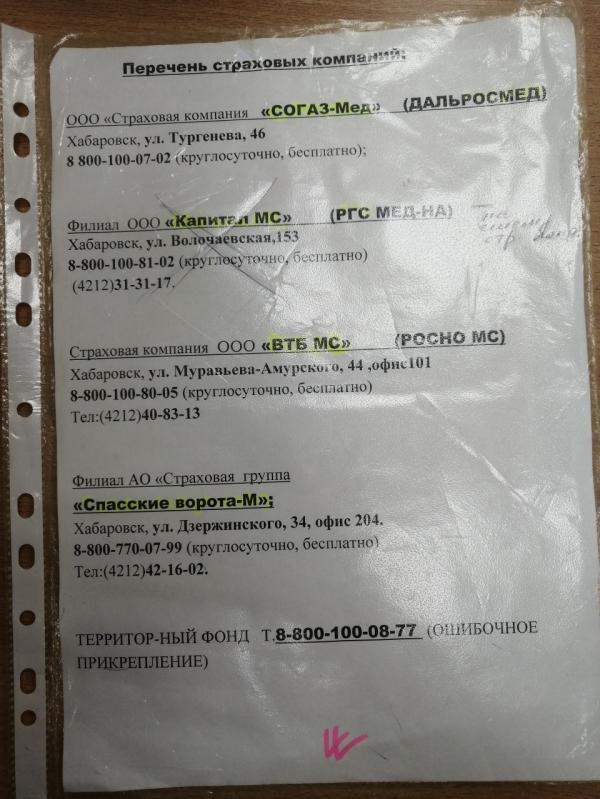 Перечень страховых компаний:
ООО «Страховая компания «СОГАЗ-Мед» (ДАЛЬРОСМЕД)
Хабаровск, ул. Тургенева, 46
8 800-100-07-02 (круглосуточно, бесплатно);
Филиал ООО «Капитал МС» (РГС МЕД-НА)
Хабаровск, ул. Волочаевская,153
8-800-100-81-02 (круглосуточно, бесплатно)
(4212)31-31-17.
Страховая компания ООО «ВТБ МС» (РОСНО МС)
Хабаровск, ул. Муравьева-Амурского, 44 ,офис101
8-800-100-80-05 (круглосуточно, бесплатно)
Тел:(4212)40-83-13
Филиал АО «Страховая группа
«Спасские ворота-М»;
Хабаровск, ул. Дзержинского, 34, офис 204.
8-800-770-07-99 (круглосуточно, бесплатно)
Тел:(4212)42-16-02.
ТЕРРИТОР-НЫЙ ФОНД Т.8-800-100-08-77 (ОШИБОЧНОЕ
ПРИКРЕПЛЕНИЕ)